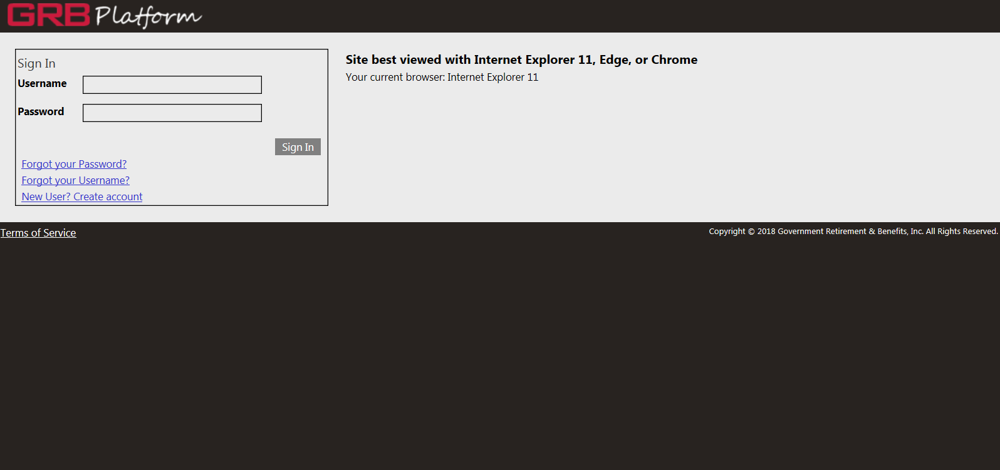 GRB Platform
Sign In
Username
Password
Sign In
Forgot your Password?
Forgot your Username?
New User? Create account
Site best viewed with Internet Explorer 11, Edge, or Chrome
Your current browser: Internet Explorer 11
Terms of Service
Copyright © 2018 Government Retirement & Benefits, Inc. All Rights Reserved.